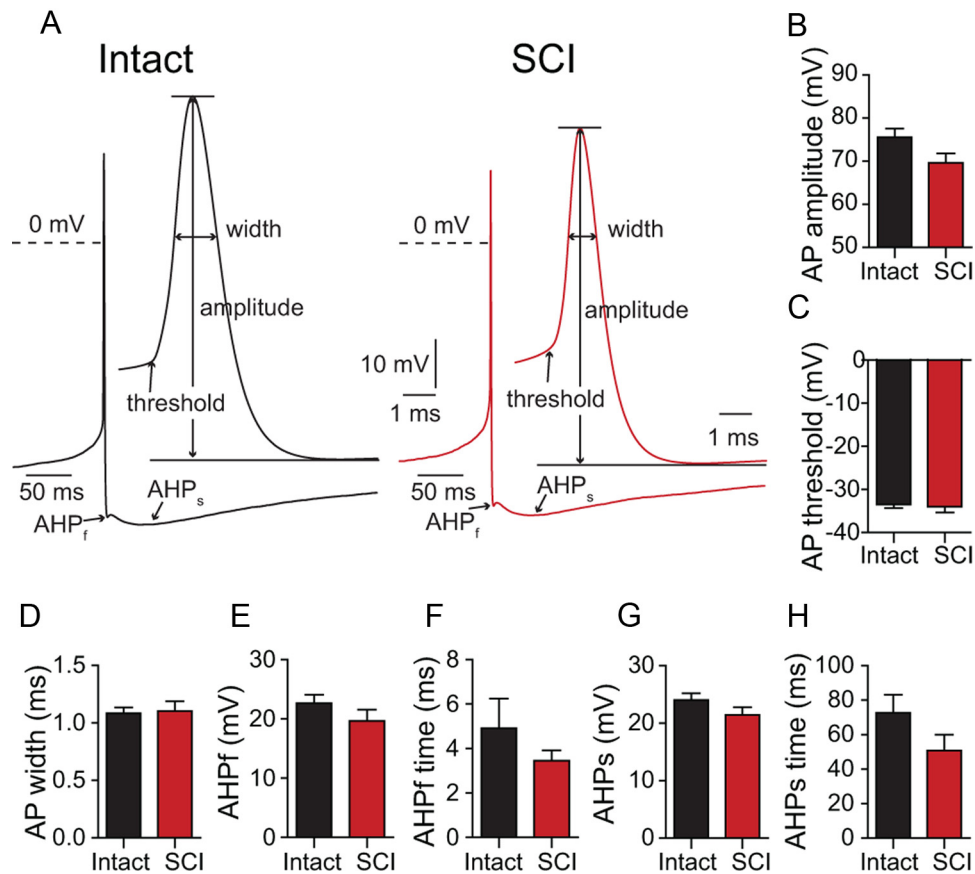 A
Intact
SCI
0 mV
width
amplitude
threshold
10 mV
1 ms
50 ms
AHPs
AHPf
0 mV
width
amplitude
threshold
1 ms
50 ms
AHPs
AHPf
B
AP amplitude (mV)
90
80
70
60
50
Intact SCI
C
AP threshold (mV)
0
-10
-20
-30
-40
Intact SCI
D
AP width (ms)
1.5
1.0
0.5
0.0
Intact SCI
E
AHPf (mV)
30
20
10
0
Intact SCI
F
AHPf time (ms)
8
6
4
2
0
Intact SCI
G
AHPs (mV)
30
20
10
0
Intact SCI
H
AHPs time (ms)
100
80
60
40
20
0
Intact SCI